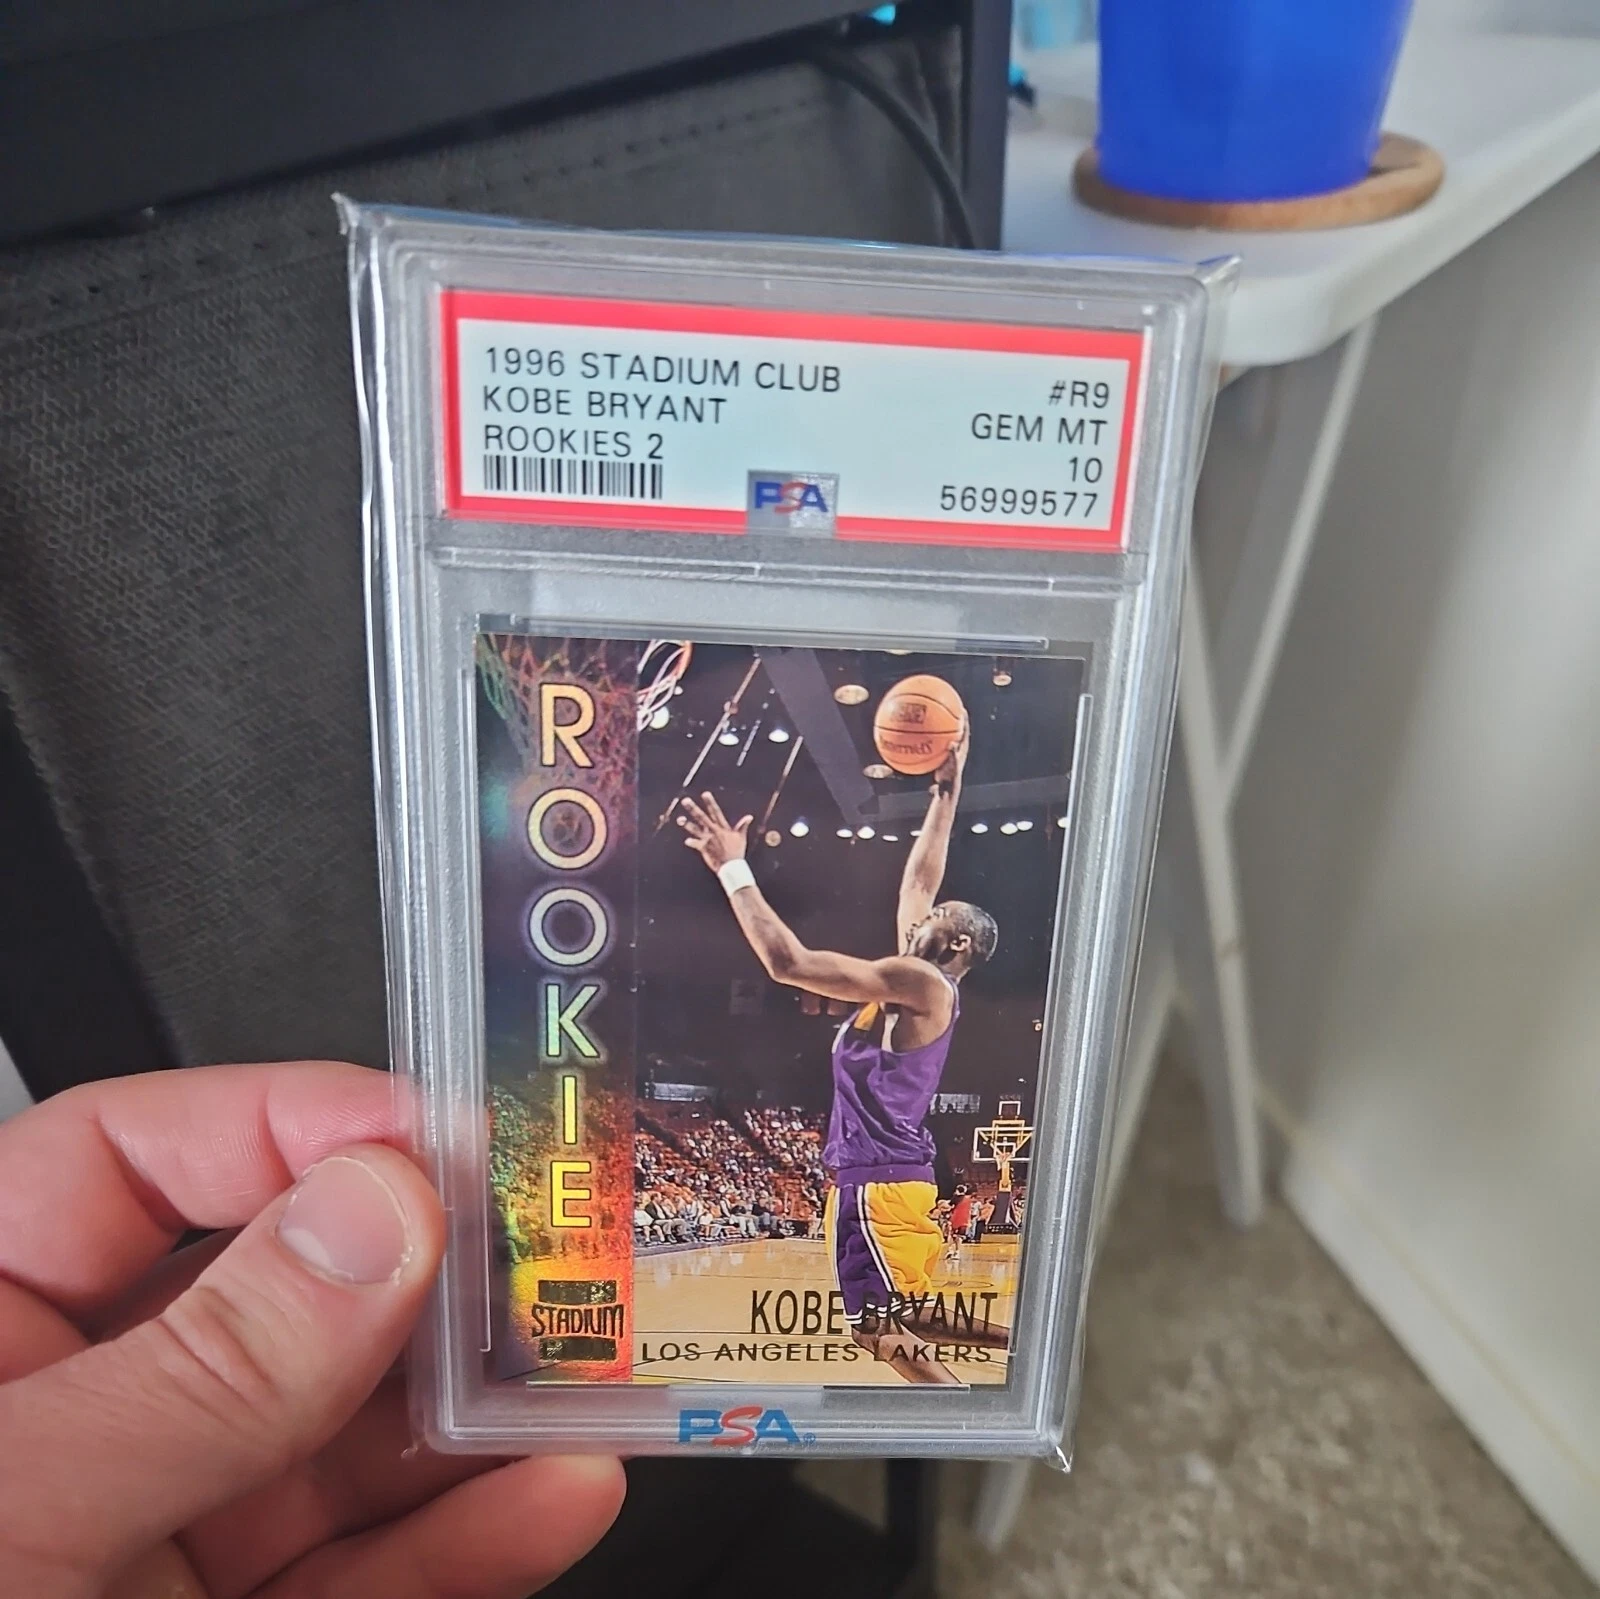 1996 STADIUM CLUB #R9
KOBE BRYANT GEM MT
ROOKIES 2 10
PSA 56999577
ROOKIE
STADIUM
KOBE BRYANT
LOS ANGELES LAKERS
PSA®